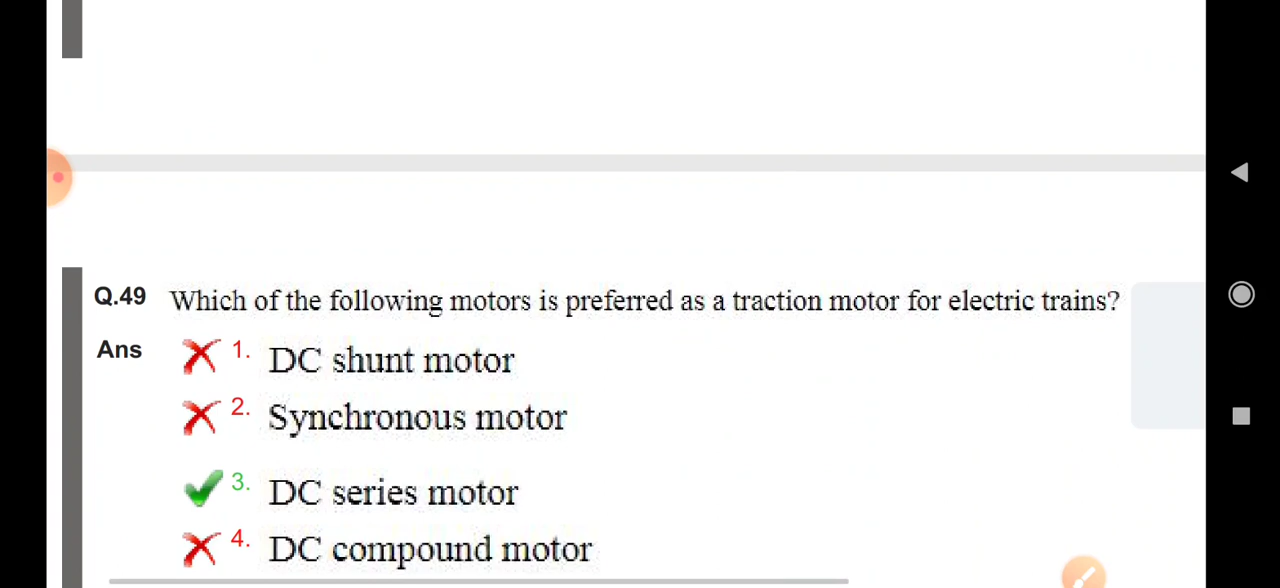 Q.49 Which of the following motors is preferred as a traction motor for electric trains?
Ans 1. DC shunt motor
2. Synchronous motor
3. DC series motor
4. DC compound motor